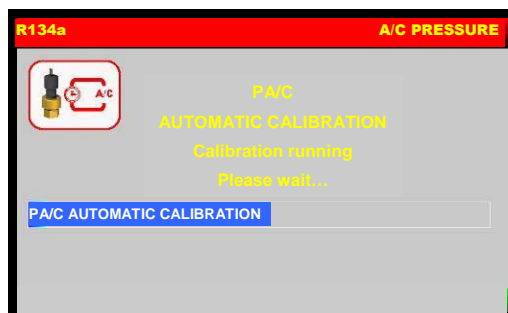 R134a
A/C PRESSURE
A/C
PA/C
AUTOMATIC CALIBRATION
Calibration running
Please wait...
PA/C AUTOMATIC CALIBRATION